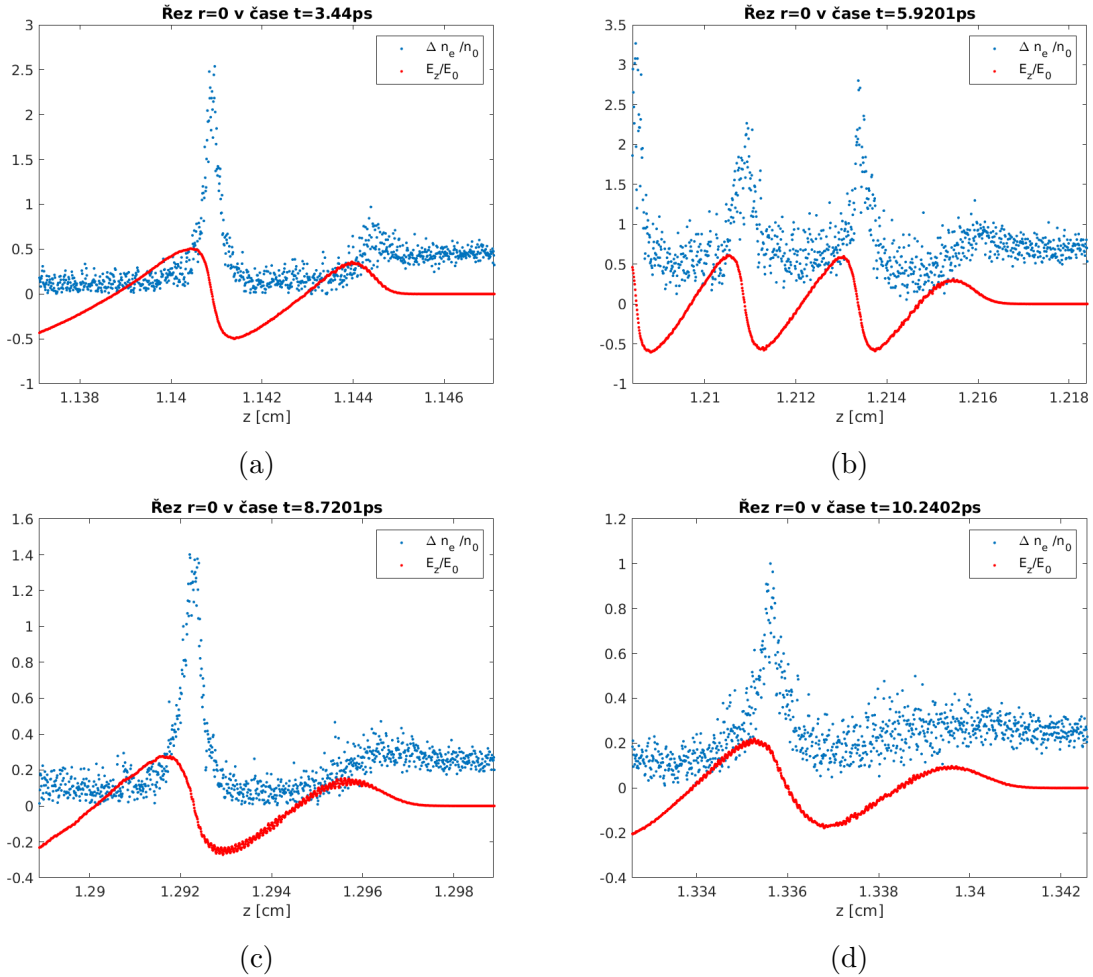 Řez r=0 v čase t=3.44ps
3
2.5
2
1.5
1
0.5
0
-0.5
-1
Δ n_e /n_0
E_z/E_0
1.138 1.14 1.142 1.144 1.146
z [cm]
(a)
Řez r=0 v čase t=5.9201ps
3.5
3
2.5
2
1.5
1
0.5
0
-0.5
-1
Δ n_e /n_0
E_z/E_0
1.21 1.212 1.214 1.216 1.218
z [cm]
(b)
Řez r=0 v čase t=8.7201ps
1.6
1.4
1.2
1
0.8
0.6
0.4
0.2
0
-0.2
-0.4
Δ n_e /n_0
E_z/E_0
1.29 1.292 1.294 1.296 1.298
z [cm]
(c)
Řez r=0 v čase t=10.2402ps
1.2
1
0.8
0.6
0.4
0.2
0
-0.2
-0.4
Δ n_e /n_0
E_z/E_0
1.334 1.336 1.338 1.34 1.342
z [cm]
(d)